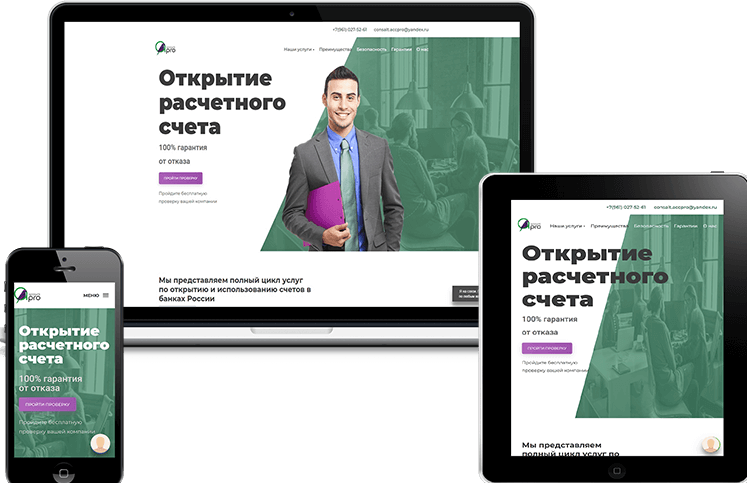 +7(961) 027-52-61 consalt.accpro@yandex.ru
pro
Наши услуги Преимущества Безопасность Гарантия О нас
Открытие
расчетного
счета
100% гарантия
от отказа
ПРОЙТИ ПРОВЕРКУ
Пройдите бесплатную
проверку вашей компании
Мы представляем полный цикл услуг
по открытию и использованию счетов в
банках России
pro
МЕНЮ
Открытие
расчетного
счета
100% гарантия
от отказа
ПРОЙТИ ПРОВЕРКУ
Пройдите бесплатную
проверку вашей компании
+7(961) 027-52-61 consalt.accpro@yandex.ru
pro
Наши услуги Преимущества Безопасность Гарантии О нас
Открытие
расчетного
счета
100% гарантия
от отказа
ПРОЙТИ ПРОВЕРКУ
Пройдите бесплатную
проверку вашей компании
Мы представляем
полный цикл услуг по